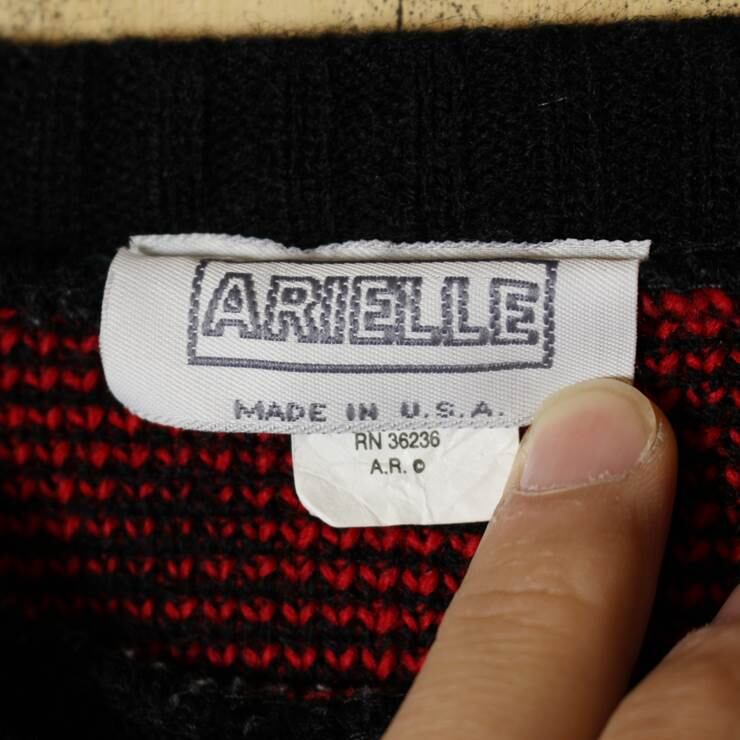 ARIELLE
MADE IN U.S.A.
RN 36236
A.R. ©